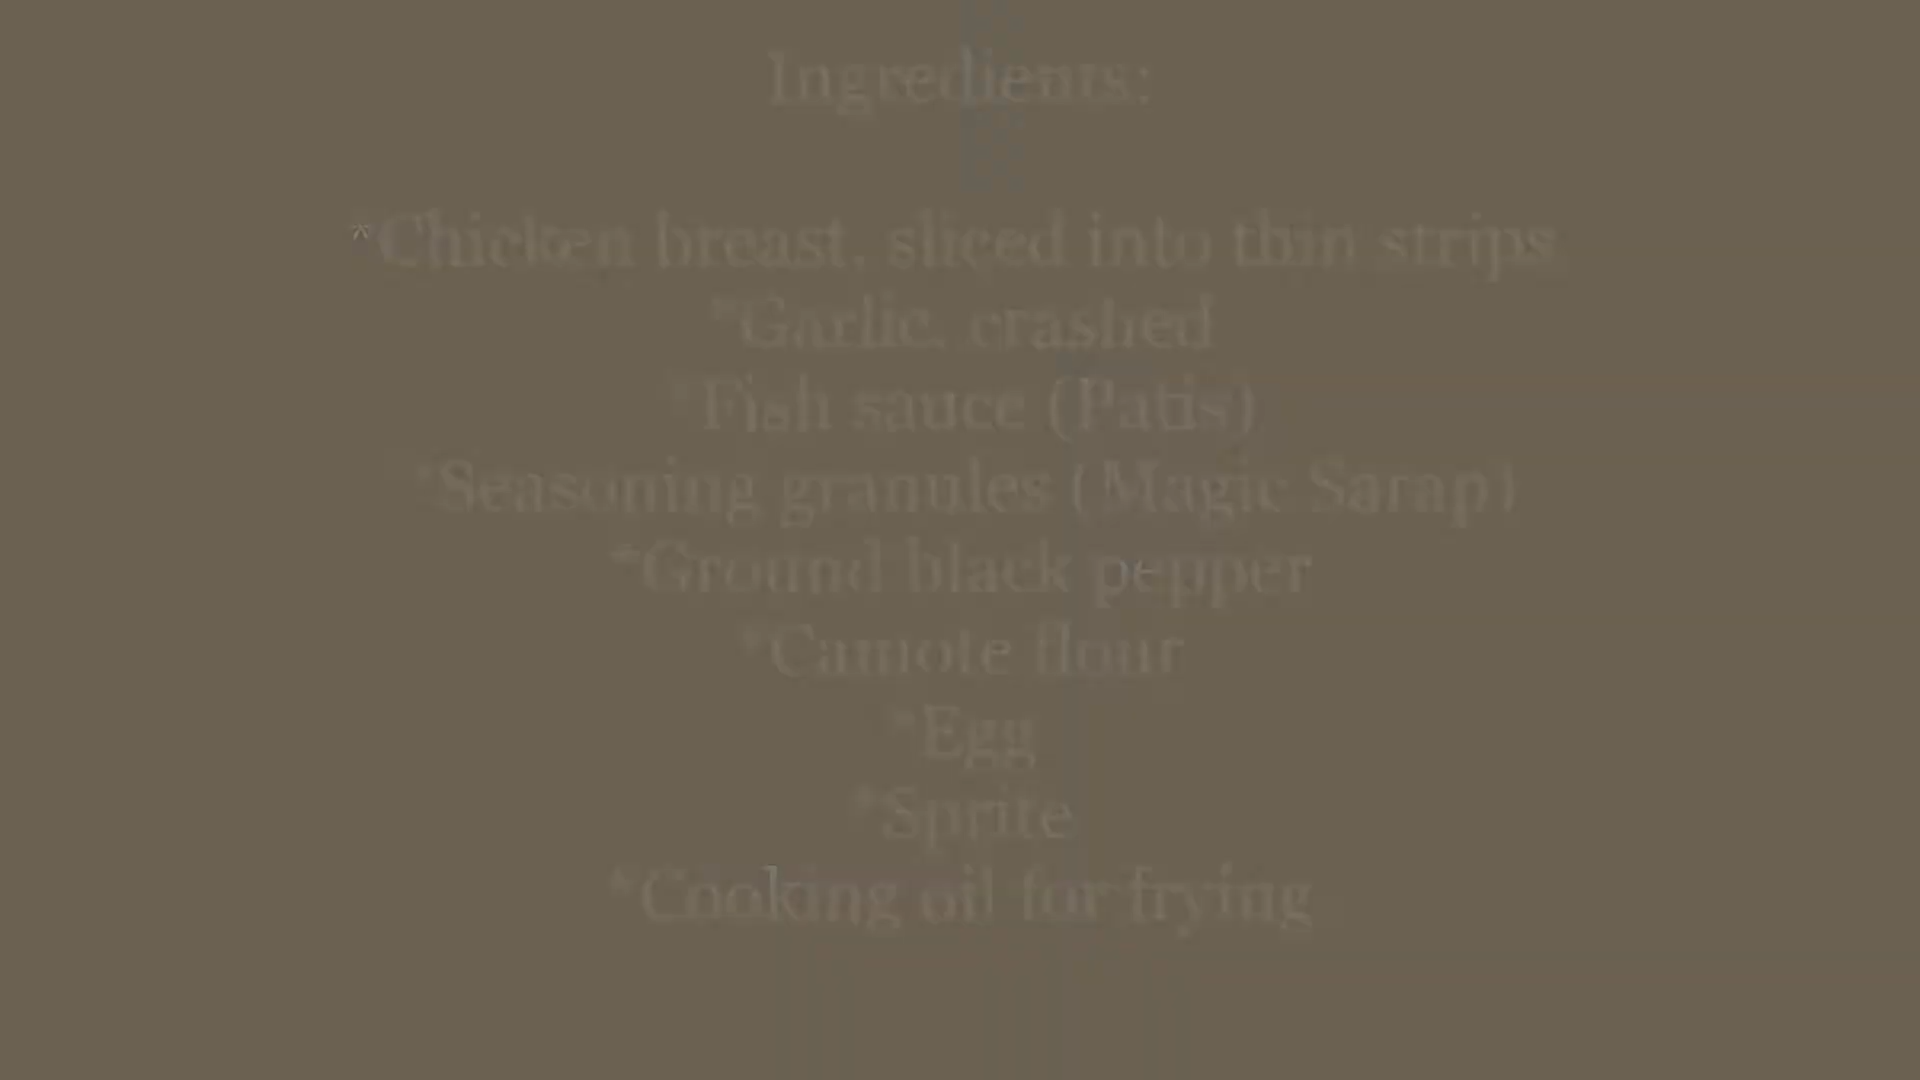 Ingredients:
*Chicken breast, sliced into thin strips
*Garlic, crashed
*Fish sauce (Patis)
*Seasoning granules (Magic Sarap)
*Ground black pepper
*Camote flour
*Egg
*Sprite
*Cooking oil for frying